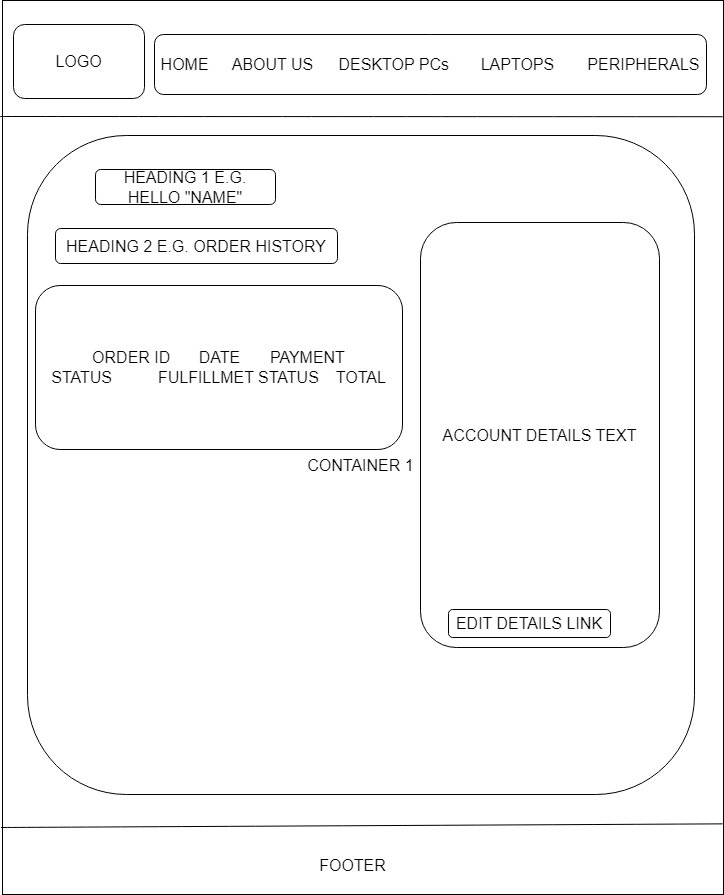 LOGO
HOME ABOUT US DESKTOP PCs LAPTOPS PERIPHERALS
HEADING 1 E.G.
HELLO "NAME"
HEADING 2 E.G. ORDER HISTORY
ORDER ID DATE PAYMENT
STATUS FULFILLMET STATUS TOTAL
ACCOUNT DETAILS TEXT
CONTAINER 1
EDIT DETAILS LINK
FOOTER